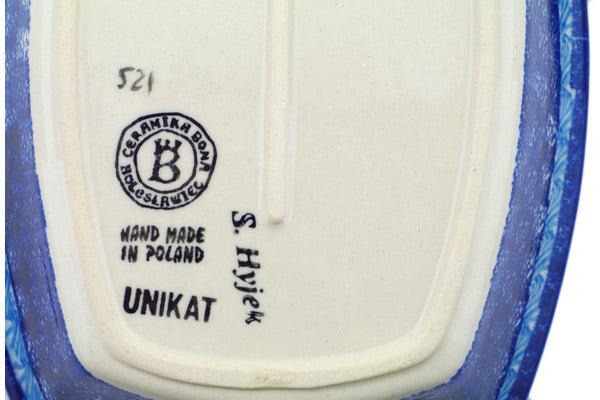 521
CERAMIKA BONA
BOLESŁAWIEC
B
HAND MADE
IN POLAND
UNIKAT
S. Hyjek